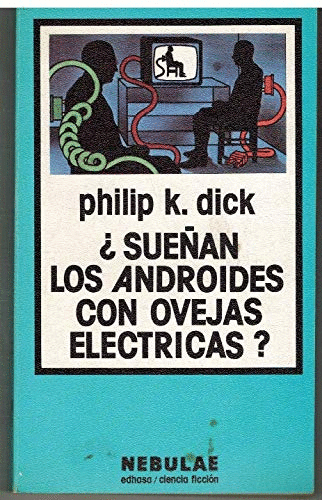 philip k. dick
¿SUEÑAN
LOS ANDROIDES
CON OVEJAS
ELECTRICAS?
NEBULAE
edhasa / ciencia ficción